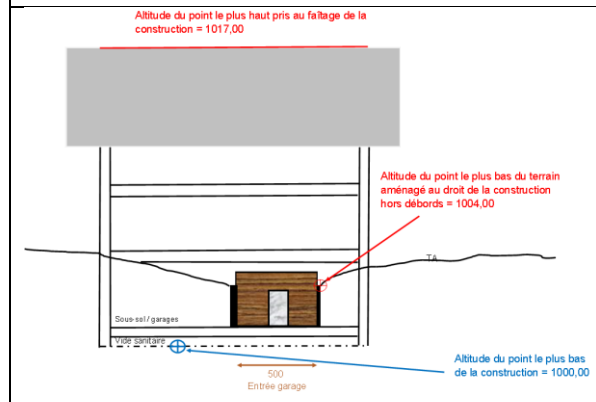 Altitude du point le plus haut pris au faîtage de la
construction = 1017,00
Altitude du point le plus bas du terrain
aménagé au droit de la construction
hors débords = 1004,00
TA
Sous-sol / garages
Vide sanitaire
500
Entrée garage
Altitude du point le plus bas
de la construction = 1000,00